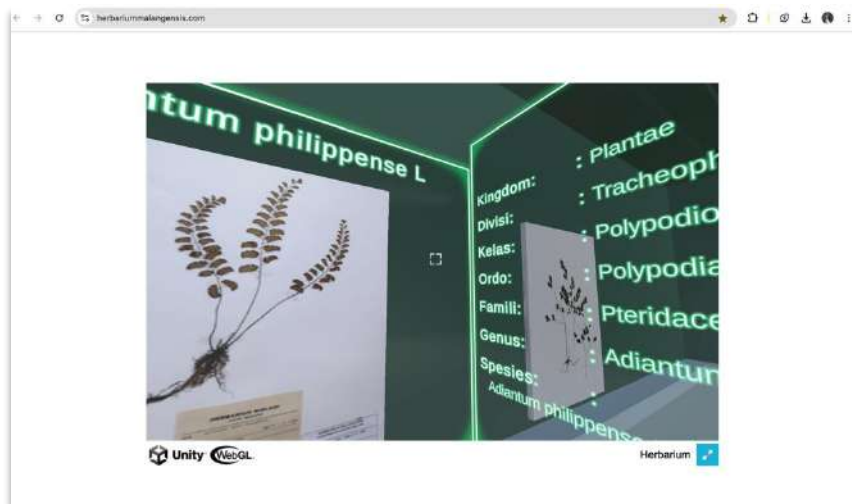 herbariummalangensis.com
ntum philippense L
Kingdom: : Plantae
Divisi: : Tracheoph
Kelas: : Polypodio
Ordo: : Polypodia
Famili: : Pteridace
Genus: : Adiantum
Spesies: :
Adiantum philippense
Unity WebGL.
Herbarium